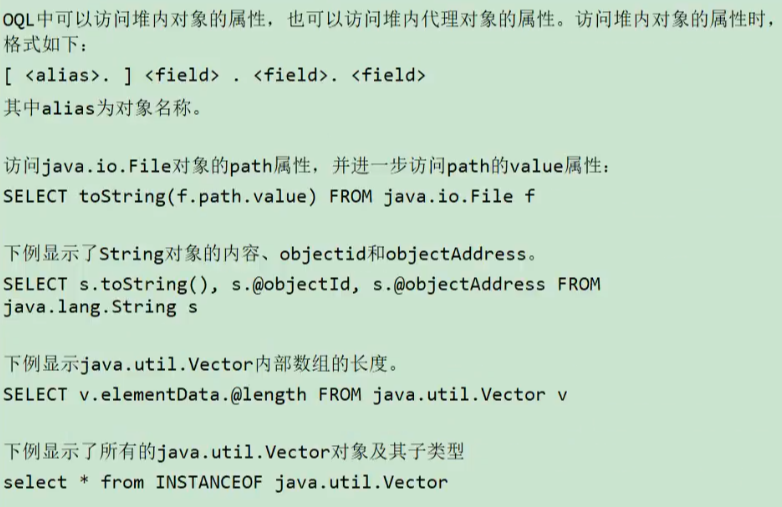 OQL中可以访问堆内对象的属性，也可以访问堆内代理对象的属性。访问堆内对象的属性时，
格式如下：
[ <alias>. ] <field> . <field>. <field>
其中alias为对象名称。
访问java.io.File对象的path属性，并进一步访问path的value属性：
SELECT toString(f.path.value) FROM java.io.File f
下例显示了String对象的内容、objectid和objectAddress。
SELECT s.toString(), s.@objectId, s.@objectAddress FROM
java.lang.String s
下例显示java.util.Vector内部数组的长度。
SELECT v.elementData.@length FROM java.util.Vector v
下例显示了所有的java.util.Vector对象及其子类型
select * from INSTANCEOF java.util.Vector